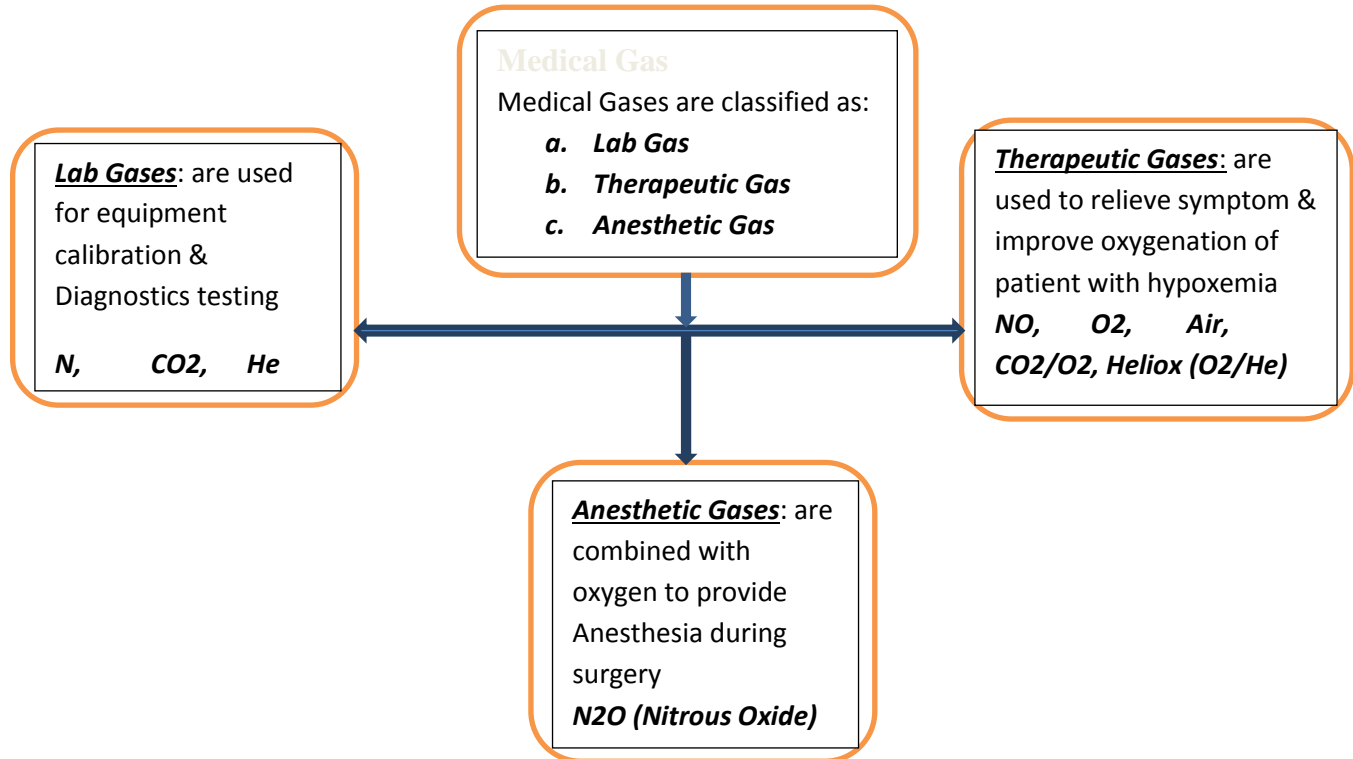 Medical Gas
Medical Gases are classified as:
a. Lab Gas
b. Therapeutic Gas
c. Anesthetic Gas
Lab Gases: are used
for equipment
calibration &
Diagnostics testing
N, CO2, He
Therapeutic Gases: are
used to relieve symptom &
improve oxygenation of
patient with hypoxemia
NO, O2, Air,
CO2/O2, Heliox (O2/He)
Anesthetic Gases: are
combined with
oxygen to provide
Anesthesia during
surgery
N2O (Nitrous Oxide)